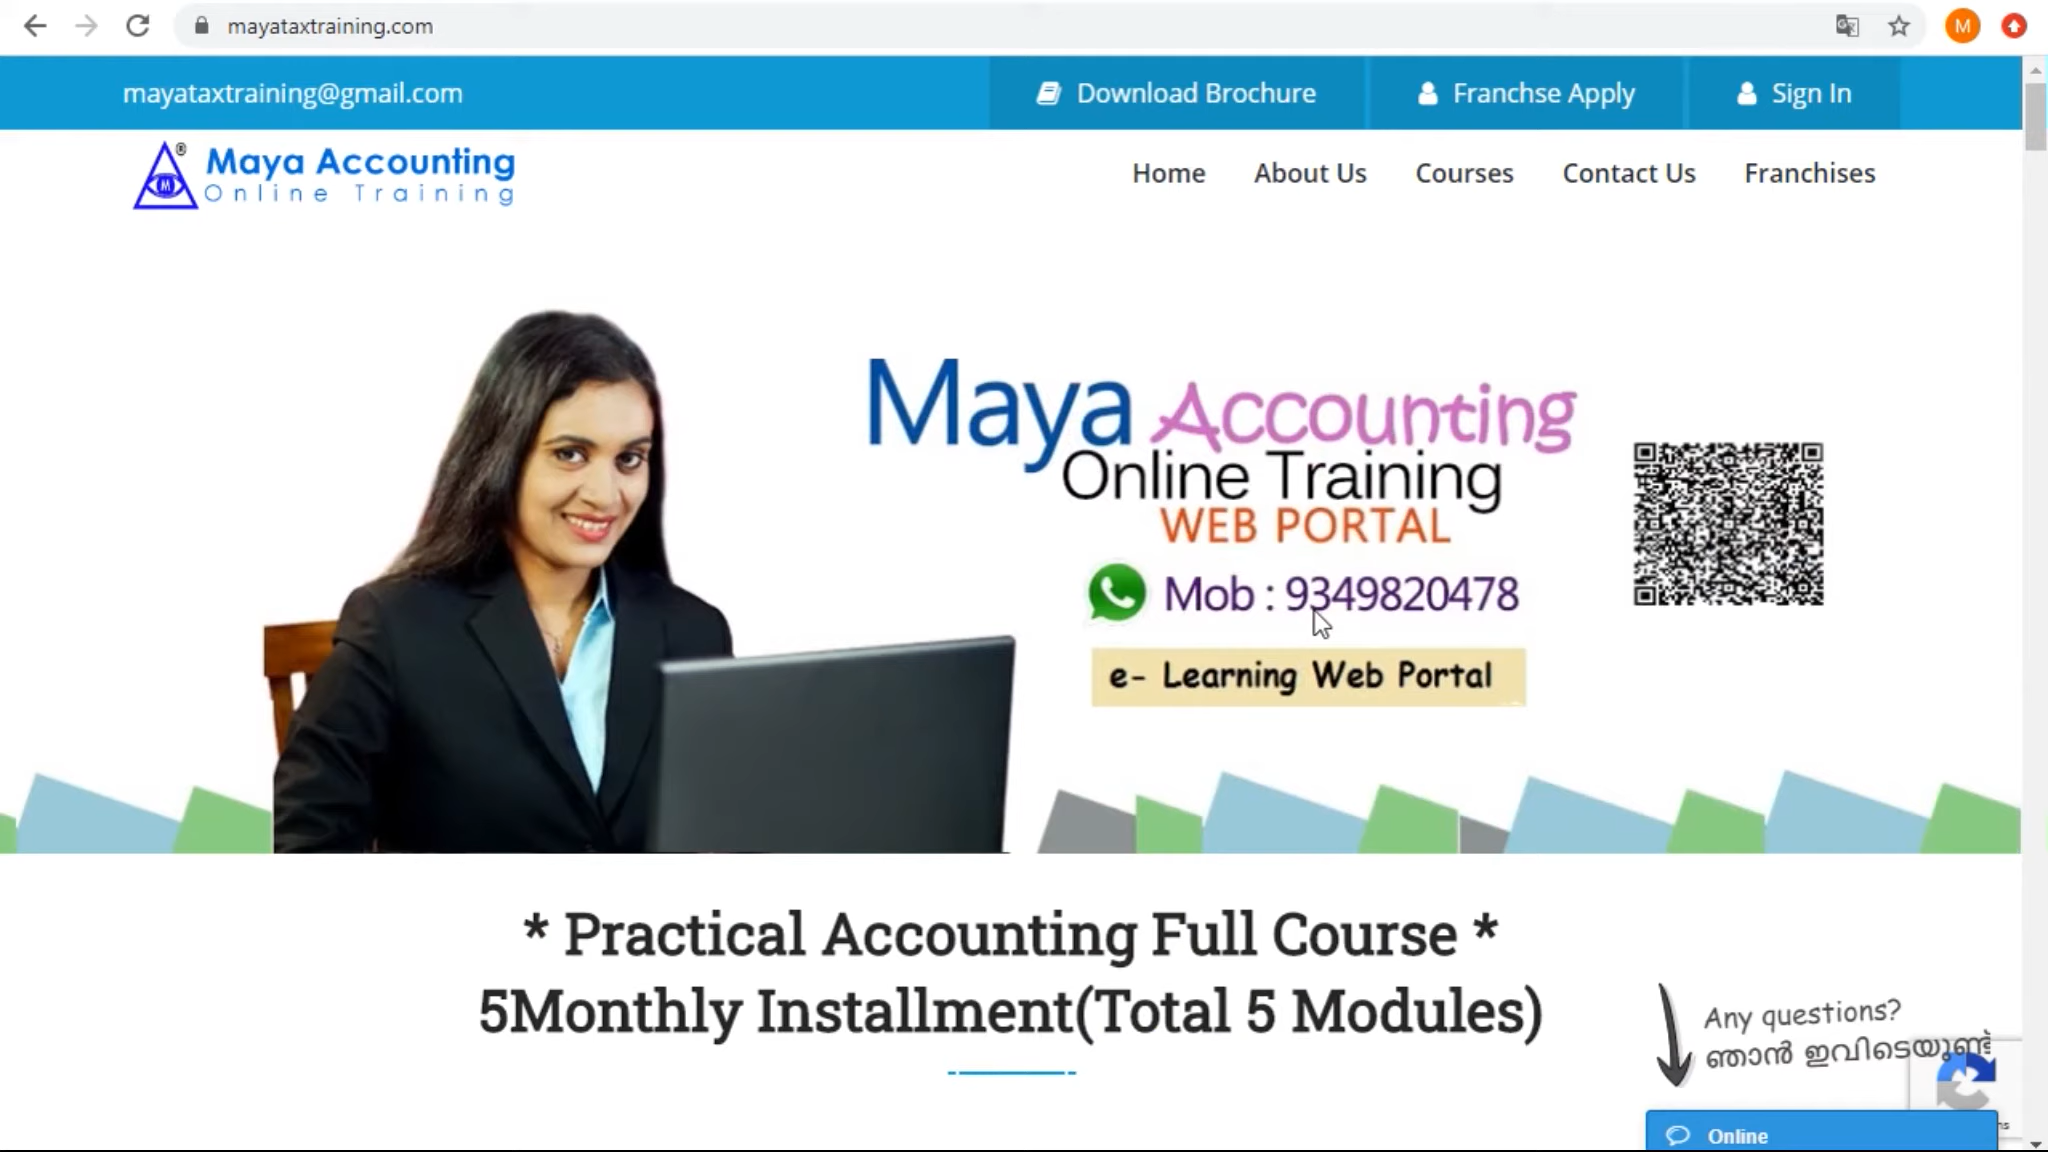 mayataxtraining.com
M
mayataxtraining@gmail.com
Download Brochure
Franchse Apply
Sign In
M
®
Maya Accounting
Online Training
Home
About Us
Courses
Contact Us
Franchises
Maya Accounting
Online Training
WEB PORTAL
Mob : 9349820478
e- Learning Web Portal
* Practical Accounting Full Course *
5Monthly Installment(Total 5 Modules)
Any questions?
ഞാൻ ഇവിടെയുണ്ട്
Online